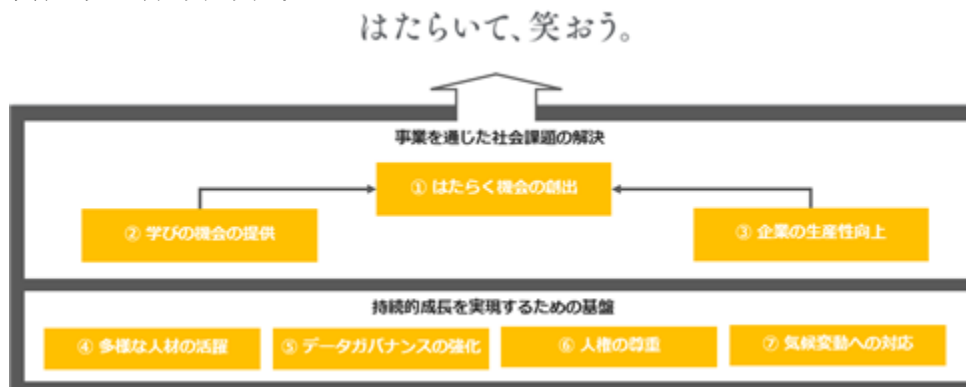 はたらいて、笑おう。
事業を通じた社会課題の解決
① はたらく機会の創出
② 学びの機会の提供
③ 企業の生産性向上
持続的成長を実現するための基盤
④ 多様な人材の活躍
⑤ データガバナンスの強化
⑥ 人権の尊重
⑦ 気候変動への対応